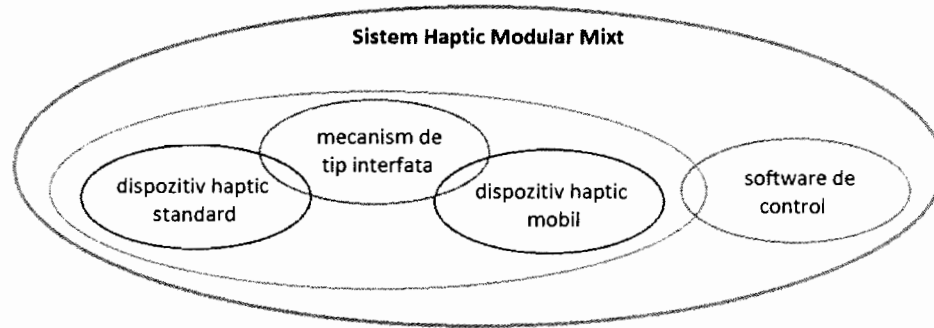 Sistem Haptic Modular Mixt
mecanism de
tip interfata
dispozitiv haptic
standard
dispozitiv haptic
mobil
software de
control